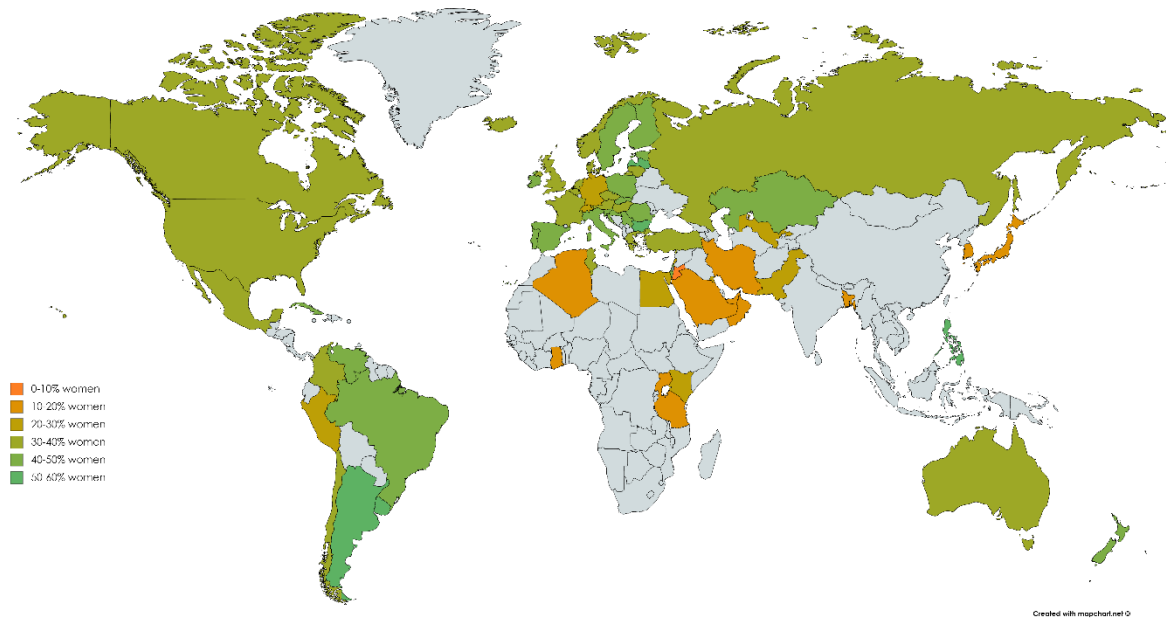 0-10% women
10-20% women
20-30% women
30-40% women
40-50% women
50-60% women
Created with mapchart.net ©